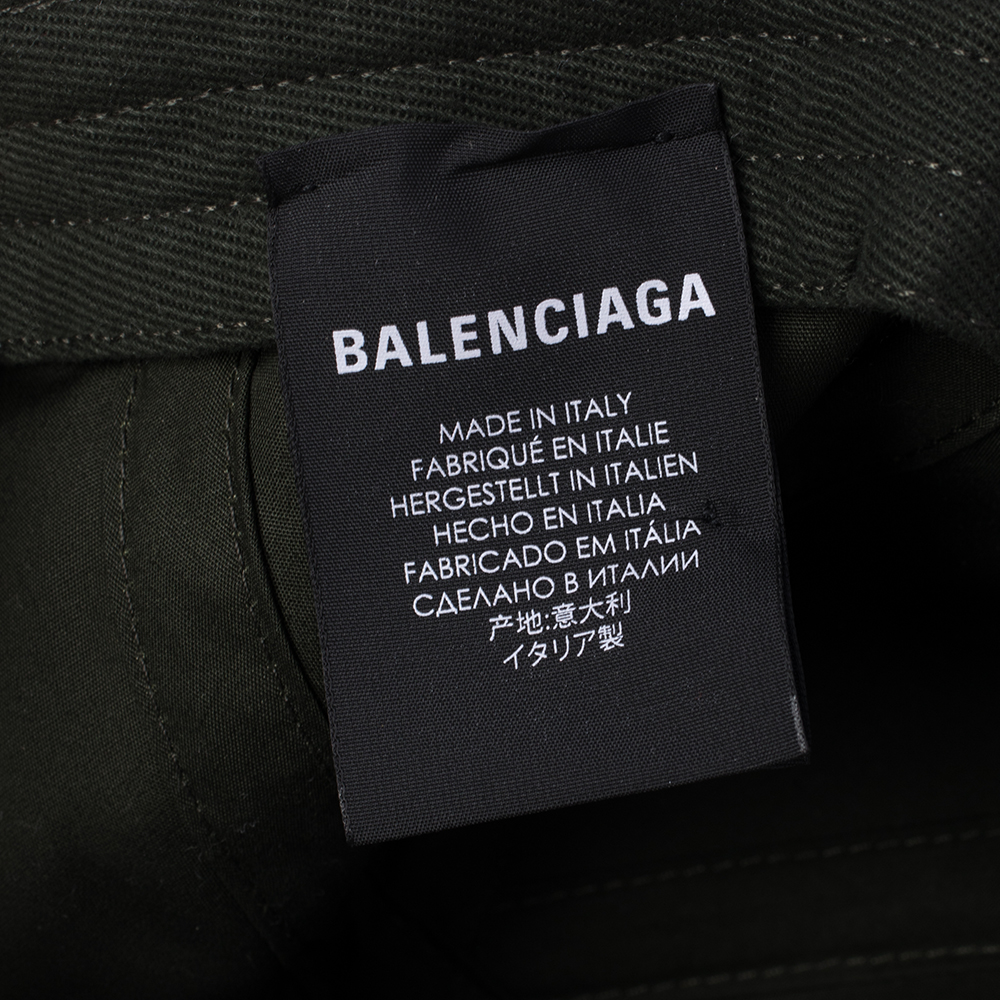 BALENCIAGA
MADE IN ITALY
FABRIQUÉ EN ITALIE
HERGESTELLT IN ITALIEN
HECHO EN ITALIA
FABRICADO EM ITÁLIA
СДЕЛАНО В ИТАЛИИ
产地:意大利
イタリア製